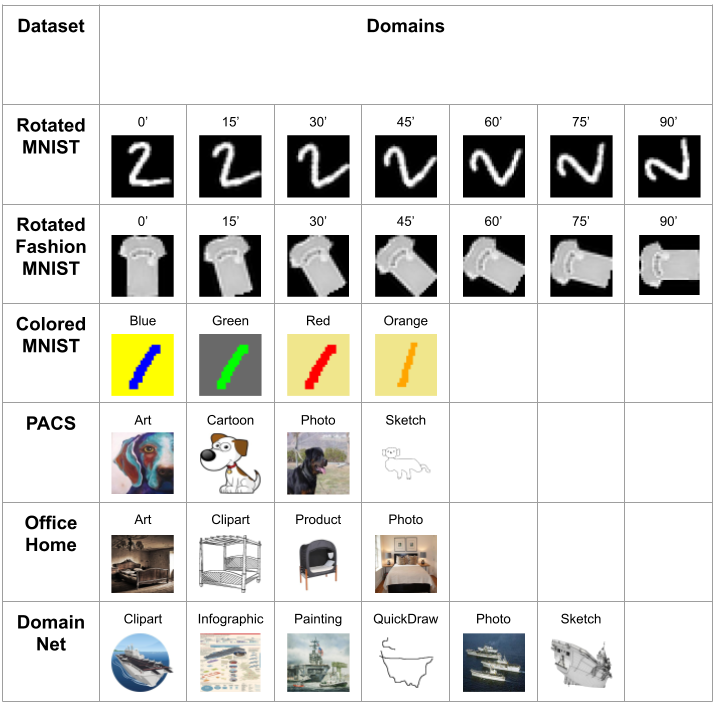 Dataset Domains
Rotated
MNIST
0’ 15’ 30’ 45’ 60’ 75’ 90’
Rotated
Fashion
MNIST
0’ 15’ 30’ 45’ 60’ 75’ 90’
Colored
MNIST
Blue Green Red Orange
PACS
Art Cartoon Photo Sketch
Office
Home
Art Clipart Product Photo
Domain
Net
Clipart Infographic Painting QuickDraw Photo Sketch